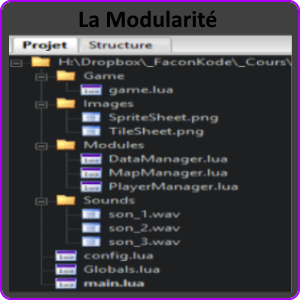 La Modularité
Projet Structure
H:\Dropbox\_FaconKode\_Cours\
Game
game.lua
Images
SpriteSheet.png
TileSheet.png
Modules
DataManager.lua
MapManager.lua
PlayerManager.lua
Sounds
son_1.wav
son_2.wav
son_3.wav
config.lua
Globals.lua
main.lua